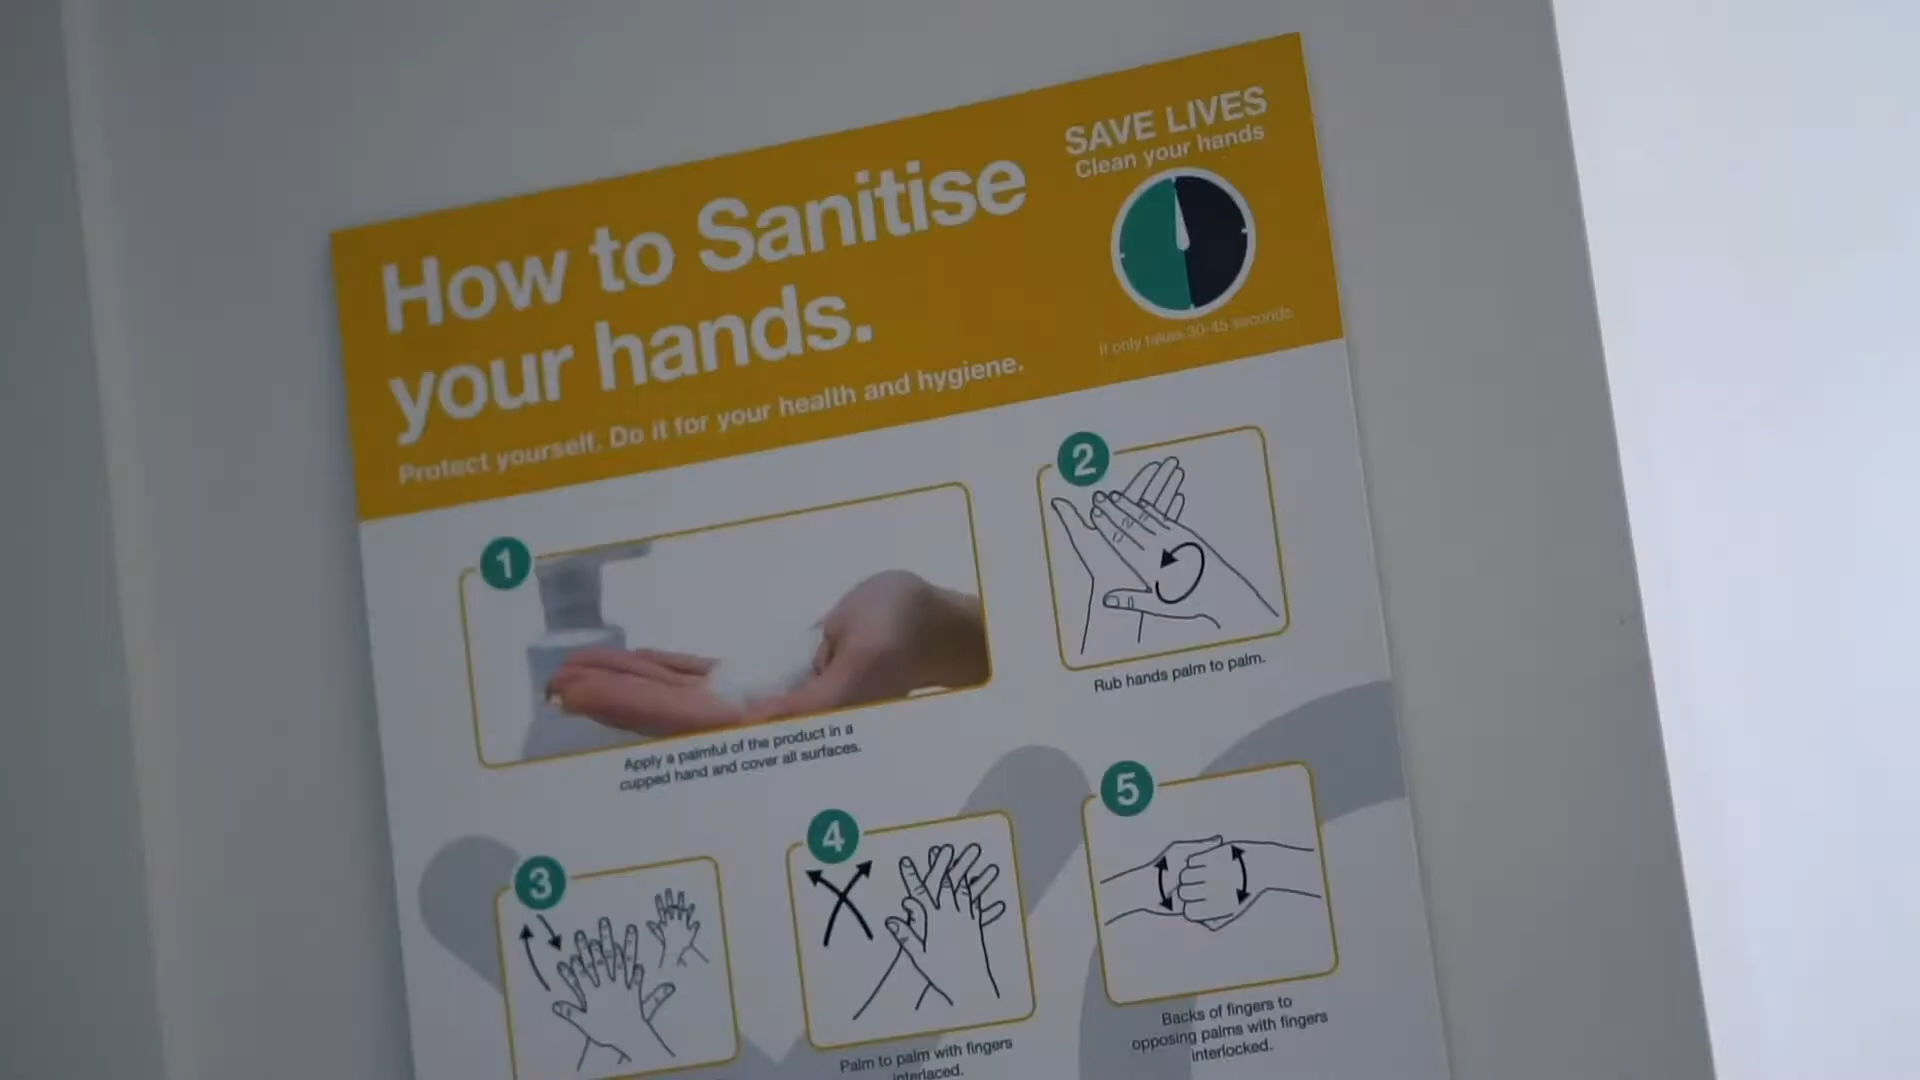 How to Sanitise
your hands.
Protect yourself. Do it for your health and hygiene.
SAVE LIVES
Clean your hands
It only takes 30-45 seconds
1
Apply a palmful of the product in a
cupped hand and cover all surfaces.
2
Rub hands palm to palm.
3
4
Palm to palm with fingers
interlaced.
5
Backs of fingers to
opposing palms with fingers
interlocked.